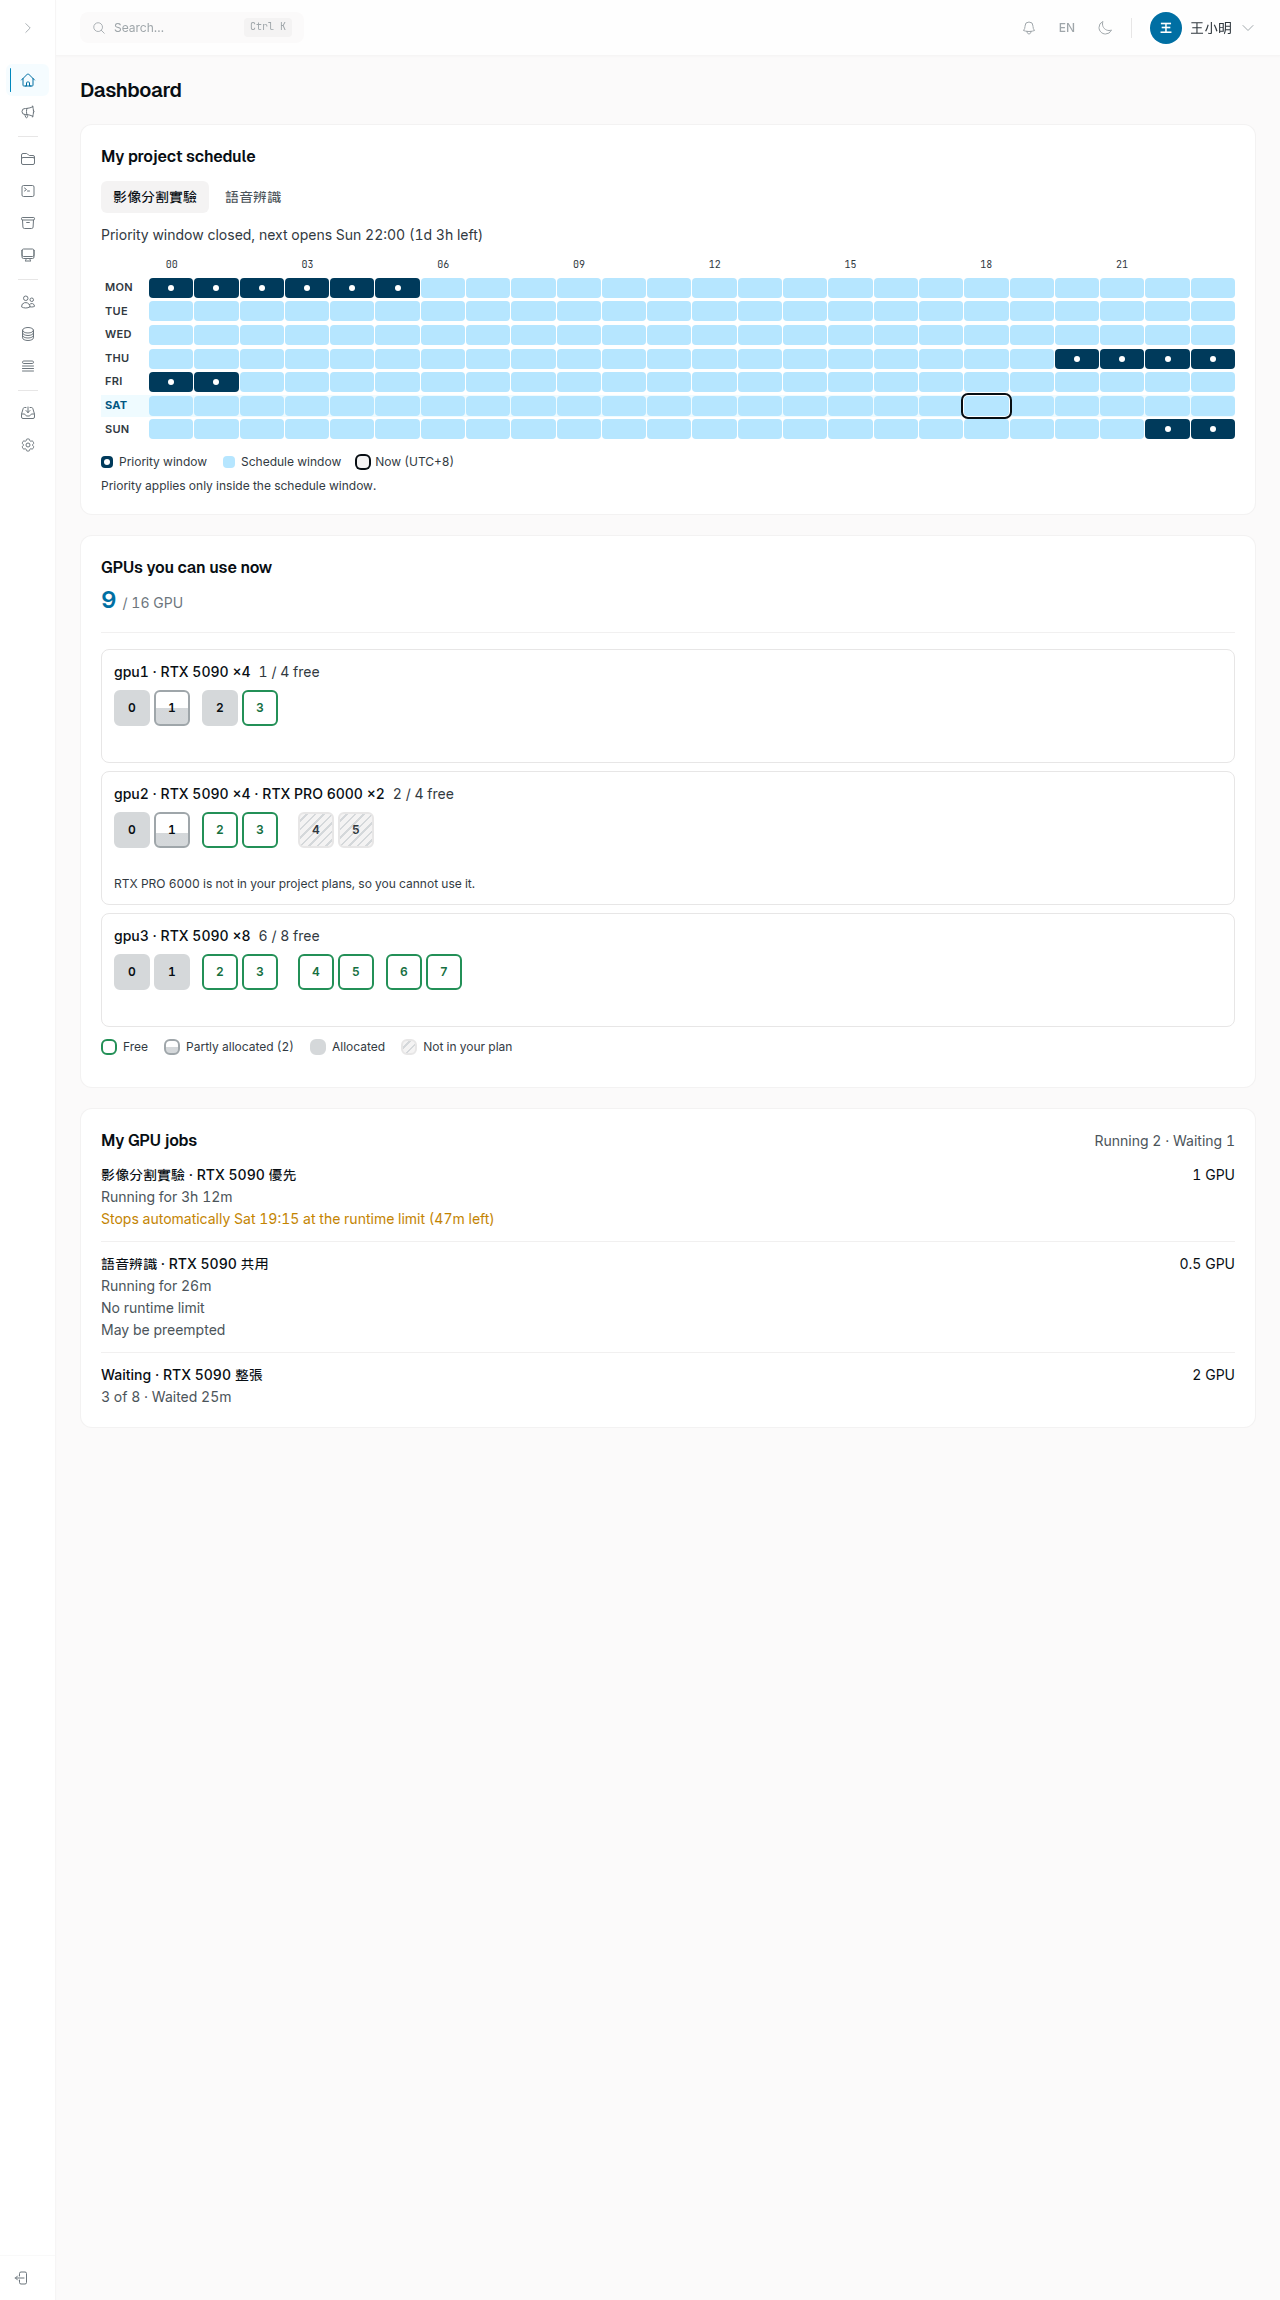 Search... Ctrl K EN 王 王小明
Dashboard
My project schedule
影像分割實驗 語音辨識
Priority window closed, next opens Sun 22:00 (1d 3h left)
00 03 06 09 12 15 18 21
MON
TUE
WED
THU
FRI
SAT
SUN
Priority window Schedule window Now (UTC+8)
Priority applies only inside the schedule window.
GPUs you can use now
9 / 16 GPU
gpu1 · RTX 5090 ×4 1 / 4 free
0 1 2 3
gpu2 · RTX 5090 ×4 · RTX PRO 6000 ×2 2 / 4 free
0 1 2 3 4 5
RTX PRO 6000 is not in your project plans, so you cannot use it.
gpu3 · RTX 5090 ×8 6 / 8 free
0 1 2 3 4 5 6 7
Free Partly allocated (2) Allocated Not in your plan
My GPU jobs Running 2 · Waiting 1
影像分割實驗 · RTX 5090 優先 1 GPU
Running for 3h 12m
Stops automatically Sat 19:15 at the runtime limit (47m left)
語音辨識 · RTX 5090 共用 0.5 GPU
Running for 26m
No runtime limit
May be preempted
Waiting · RTX 5090 整張 2 GPU
3 of 8 · Waited 25m